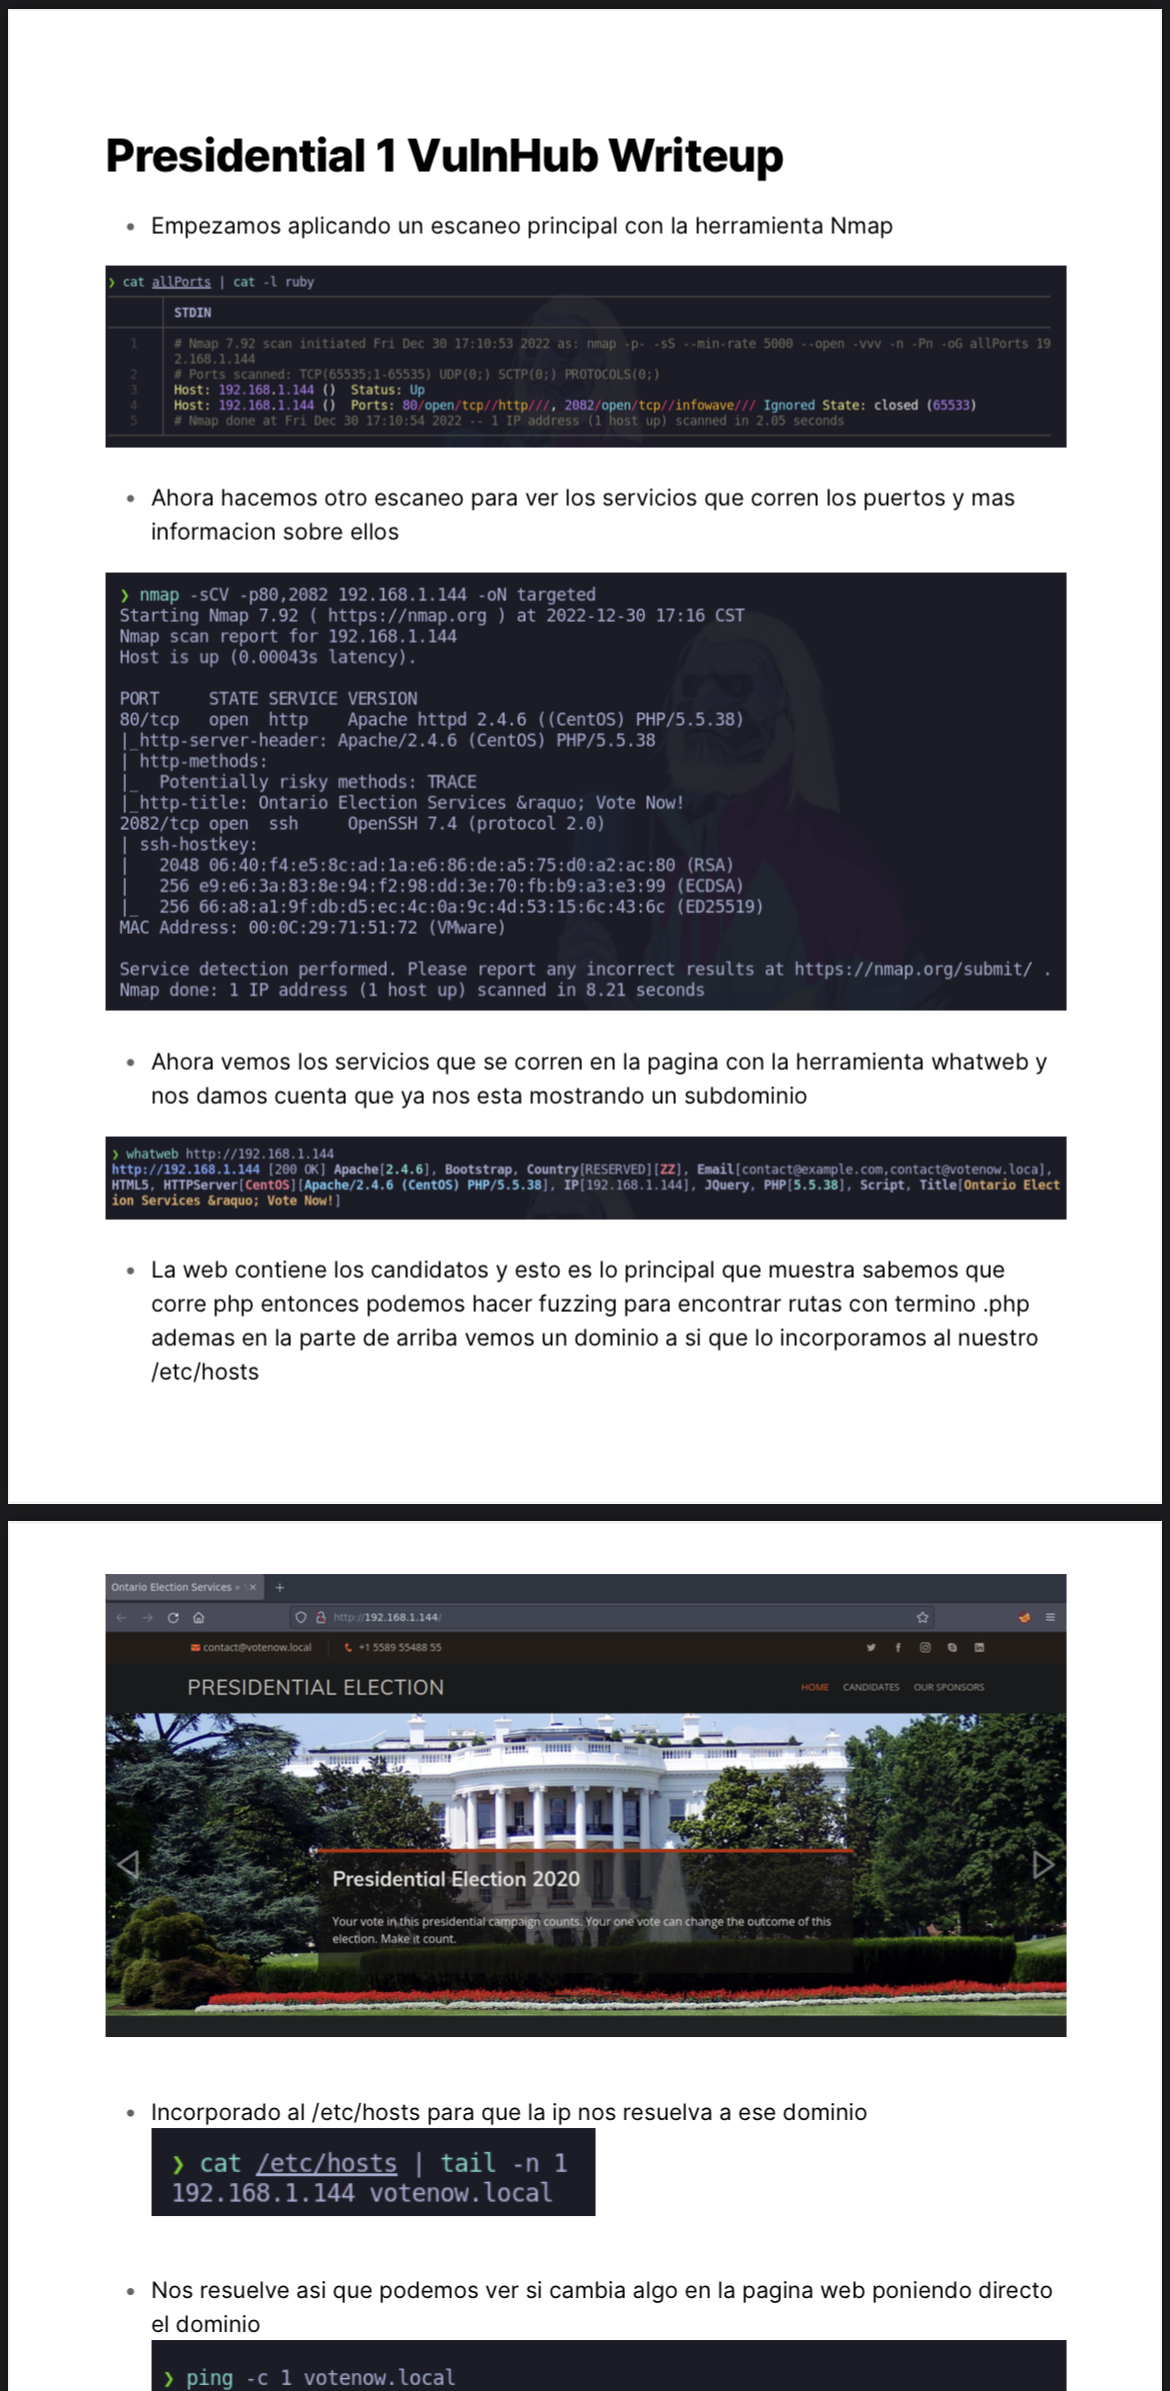 Presidential 1 VulnHub Writeup
• Empezamos aplicando un escaneo principal con la herramienta Nmap
❯ cat allPorts | cat -l ruby
STDIN
1 # Nmap 7.92 scan initiated Fri Dec 30 17:10:53 2022 as: nmap -p- -sS --min-rate 5000 --open -vvv -n -Pn -oG allPorts 19
2.168.1.144
2 # Ports scanned: TCP(65535;1-65535) UDP(0;) SCTP(0;) PROTOCOLS(0;)
3 Host: 192.168.1.144 () Status: Up
4 Host: 192.168.1.144 () Ports: 80/open/tcp//http///, 2082/open/tcp//infowave/// Ignored State: closed (65533)
5 # Nmap done at Fri Dec 30 17:10:54 2022 -- 1 IP address (1 host up) scanned in 2.05 seconds
• Ahora hacemos otro escaneo para ver los servicios que corren los puertos y mas
informacion sobre ellos
❯ nmap -sCV -p80,2082 192.168.1.144 -oN targeted
Starting Nmap 7.92 ( https://nmap.org ) at 2022-12-30 17:16 CST
Nmap scan report for 192.168.1.144
Host is up (0.00043s latency).
PORT STATE SERVICE VERSION
80/tcp open http Apache httpd 2.4.6 ((CentOS) PHP/5.5.38)
|_http-server-header: Apache/2.4.6 (CentOS) PHP/5.5.38
| http-methods:
|_ Potentially risky methods: TRACE
|_http-title: Ontario Election Services &raquo; Vote Now!
2082/tcp open ssh OpenSSH 7.4 (protocol 2.0)
| ssh-hostkey:
| 2048 06:40:f4:e5:8c:ad:1a:e6:86:de:a5:75:d0:a2:ac:80 (RSA)
| 256 e9:e6:3a:83:8e:94:f2:98:dd:3e:70:fb:b9:a3:e3:99 (ECDSA)
|_ 256 66:a8:a1:9f:db:d5:ec:4c:0a:9c:4d:53:15:6c:43:6c (ED25519)
MAC Address: 00:0C:29:71:51:72 (VMware)
Service detection performed. Please report any incorrect results at https://nmap.org/submit/ .
Nmap done: 1 IP address (1 host up) scanned in 8.21 seconds
• Ahora vemos los servicios que se corren en la pagina con la herramienta whatweb y
nos damos cuenta que ya nos esta mostrando un subdominio
❯ whatweb http://192.168.1.144
http://192.168.1.144 [200 OK] Apache[2.4.6], Bootstrap, Country[RESERVED][ZZ], Email[contact@example.com,contact@votenow.loca],
HTML5, HTTPServer[CentOS][Apache/2.4.6 (CentOS) PHP/5.5.38], IP[192.168.1.144], JQuery, PHP[5.5.38], Script, Title[Ontario Elect
ion Services &raquo; Vote Now!]
• La web contiene los candidatos y esto es lo principal que muestra sabemos que
corre php entonces podemos hacer fuzzing para encontrar rutas con termino .php
ademas en la parte de arriba vemos un dominio a si que lo incorporamos al nuestro
/etc/hosts
Ontario Election Services »
http://192.168.1.144/
contact@votenow.local +1 5589 55488 55
PRESIDENTIAL ELECTION HOME CANDIDATES OUR SPONSORS
Presidential Election 2020
Your vote in this presidential campaign counts. Your one vote can change the outcome of this
election. Make it count.
• Incorporado al /etc/hosts para que la ip nos resuelva a ese dominio
❯ cat /etc/hosts | tail -n 1
192.168.1.144 votenow.local
• Nos resuelve asi que podemos ver si cambia algo en la pagina web poniendo directo
el dominio
❯ ping -c 1 votenow.local